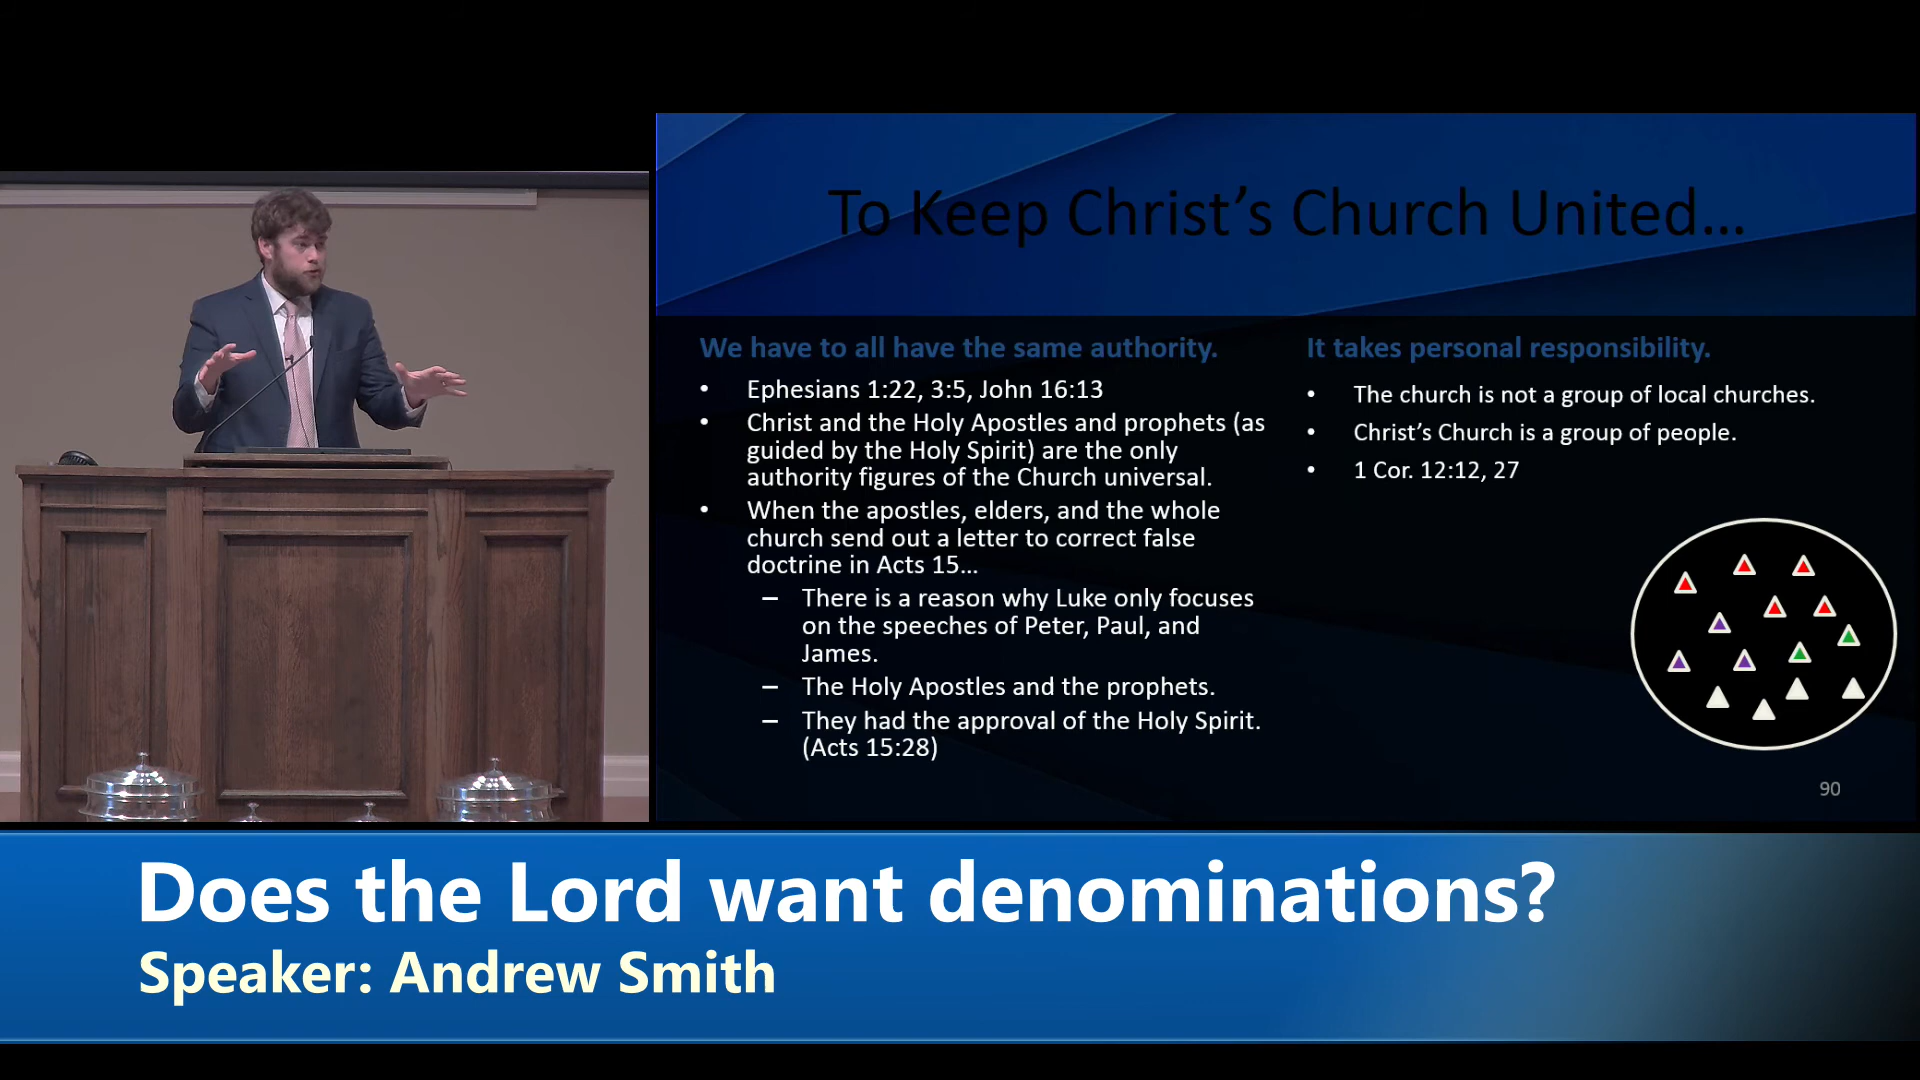 To Keep Christ's Church United...
We have to all have the same authority.
• Ephesians 1:22, 3:5, John 16:13
• Christ and the Holy Apostles and prophets (as
guided by the Holy Spirit) are the only
authority figures of the Church universal.
• When the apostles, elders, and the whole
church send out a letter to correct false
doctrine in Acts 15...
– There is a reason why Luke only focuses
on the speeches of Peter, Paul, and
James.
– The Holy Apostles and the prophets.
– They had the approval of the Holy Spirit.
(Acts 15:28)
It takes personal responsibility.
• The church is not a group of local churches.
• Christ's Church is a group of people.
• 1 Cor. 12:12, 27
90
Does the Lord want denominations?
Speaker: Andrew Smith